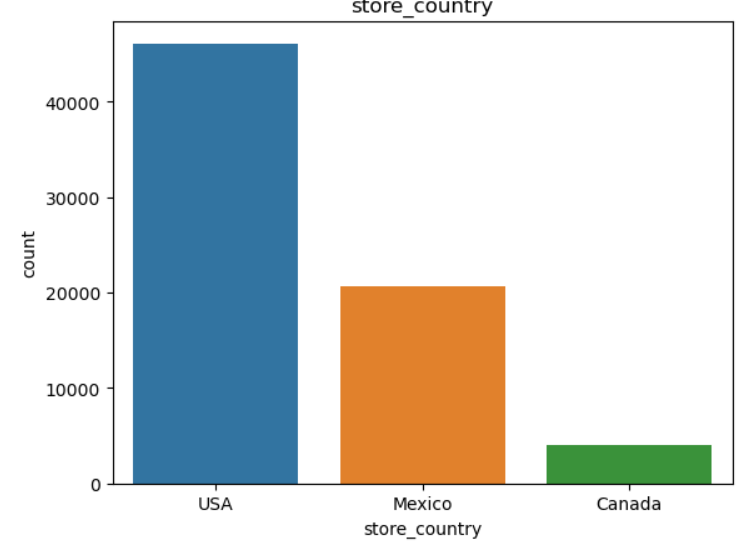 store_country
40000
30000
20000
10000
0
count
USA Mexico Canada
store_country